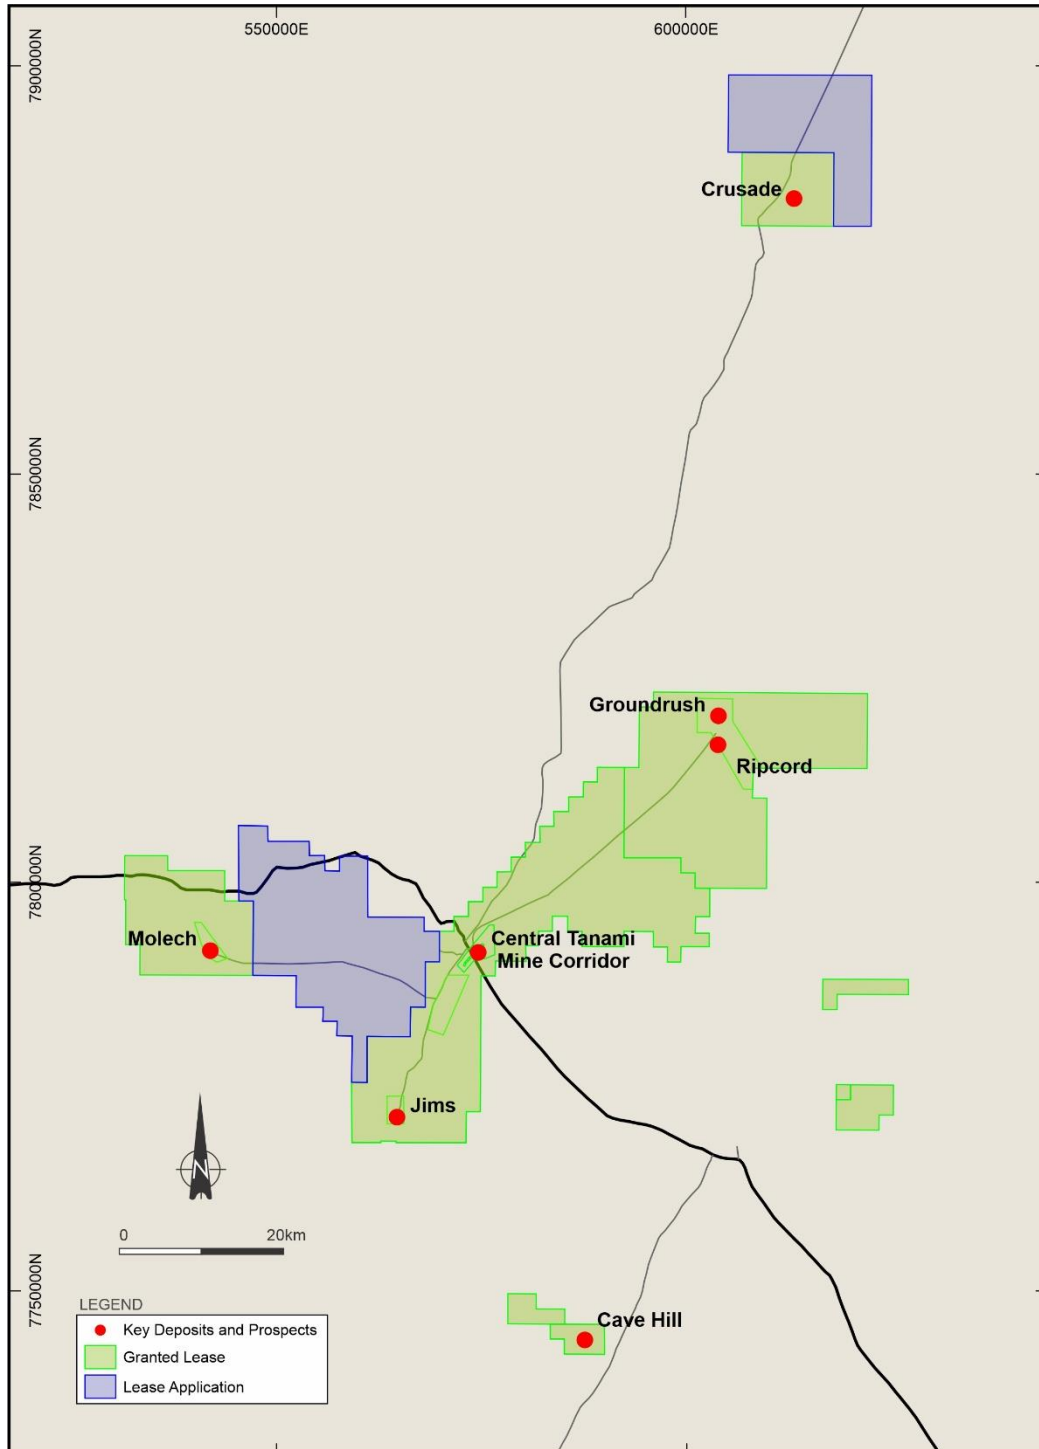 550000E
600000E
7900000N
Crusade
7850000N
Groundrush
Ripcord
7800000N
Molech
Central Tanami
Mine Corridor
Jims
N
0 20km
7750000N
LEGEND
Key Deposits and Prospects
Granted Lease
Lease Application
Cave Hill